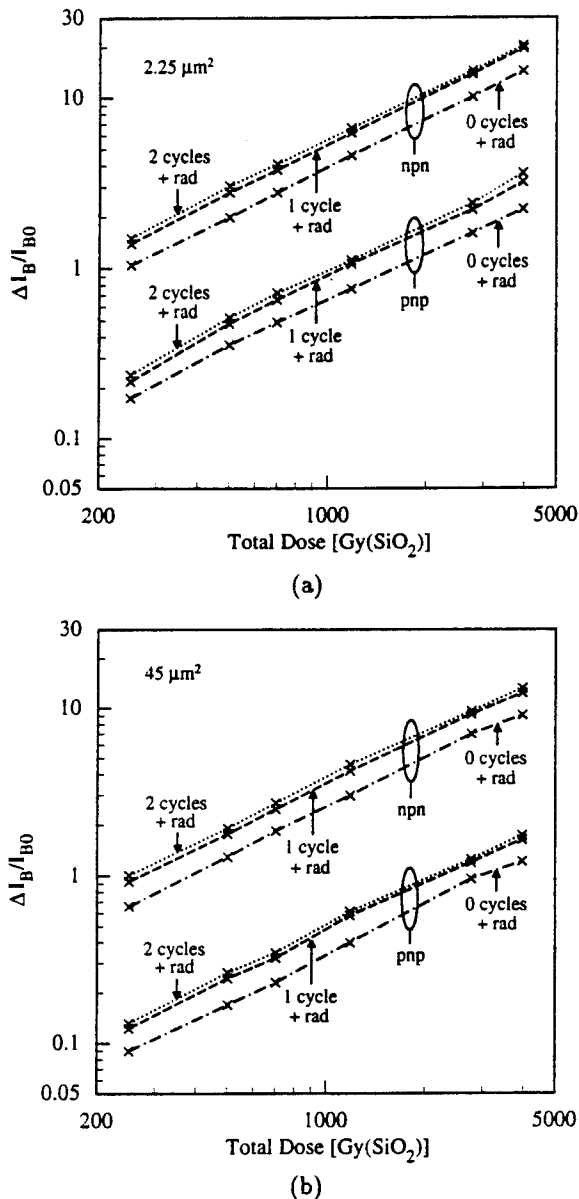 30
2.25 μm²
10
0 cycles
+ rad
2 cycles
+ rad
npn
1 cycle
+ rad
1
ΔI_B/I_B0
0 cycles
+ rad
2 cycles
+ rad
pnp
1 cycle
+ rad
0.1
0.05
200
1000
5000
Total Dose [Gy(SiO₂)]
(a)
30
45 μm²
10
0 cycles
+ rad
2 cycles
+ rad
npn
1 cycle
+ rad
1
ΔI_B/I_B0
0 cycles
+ rad
2 cycles
+ rad
pnp
1 cycle
+ rad
0.1
0.05
200
1000
5000
Total Dose [Gy(SiO₂)]
(b)